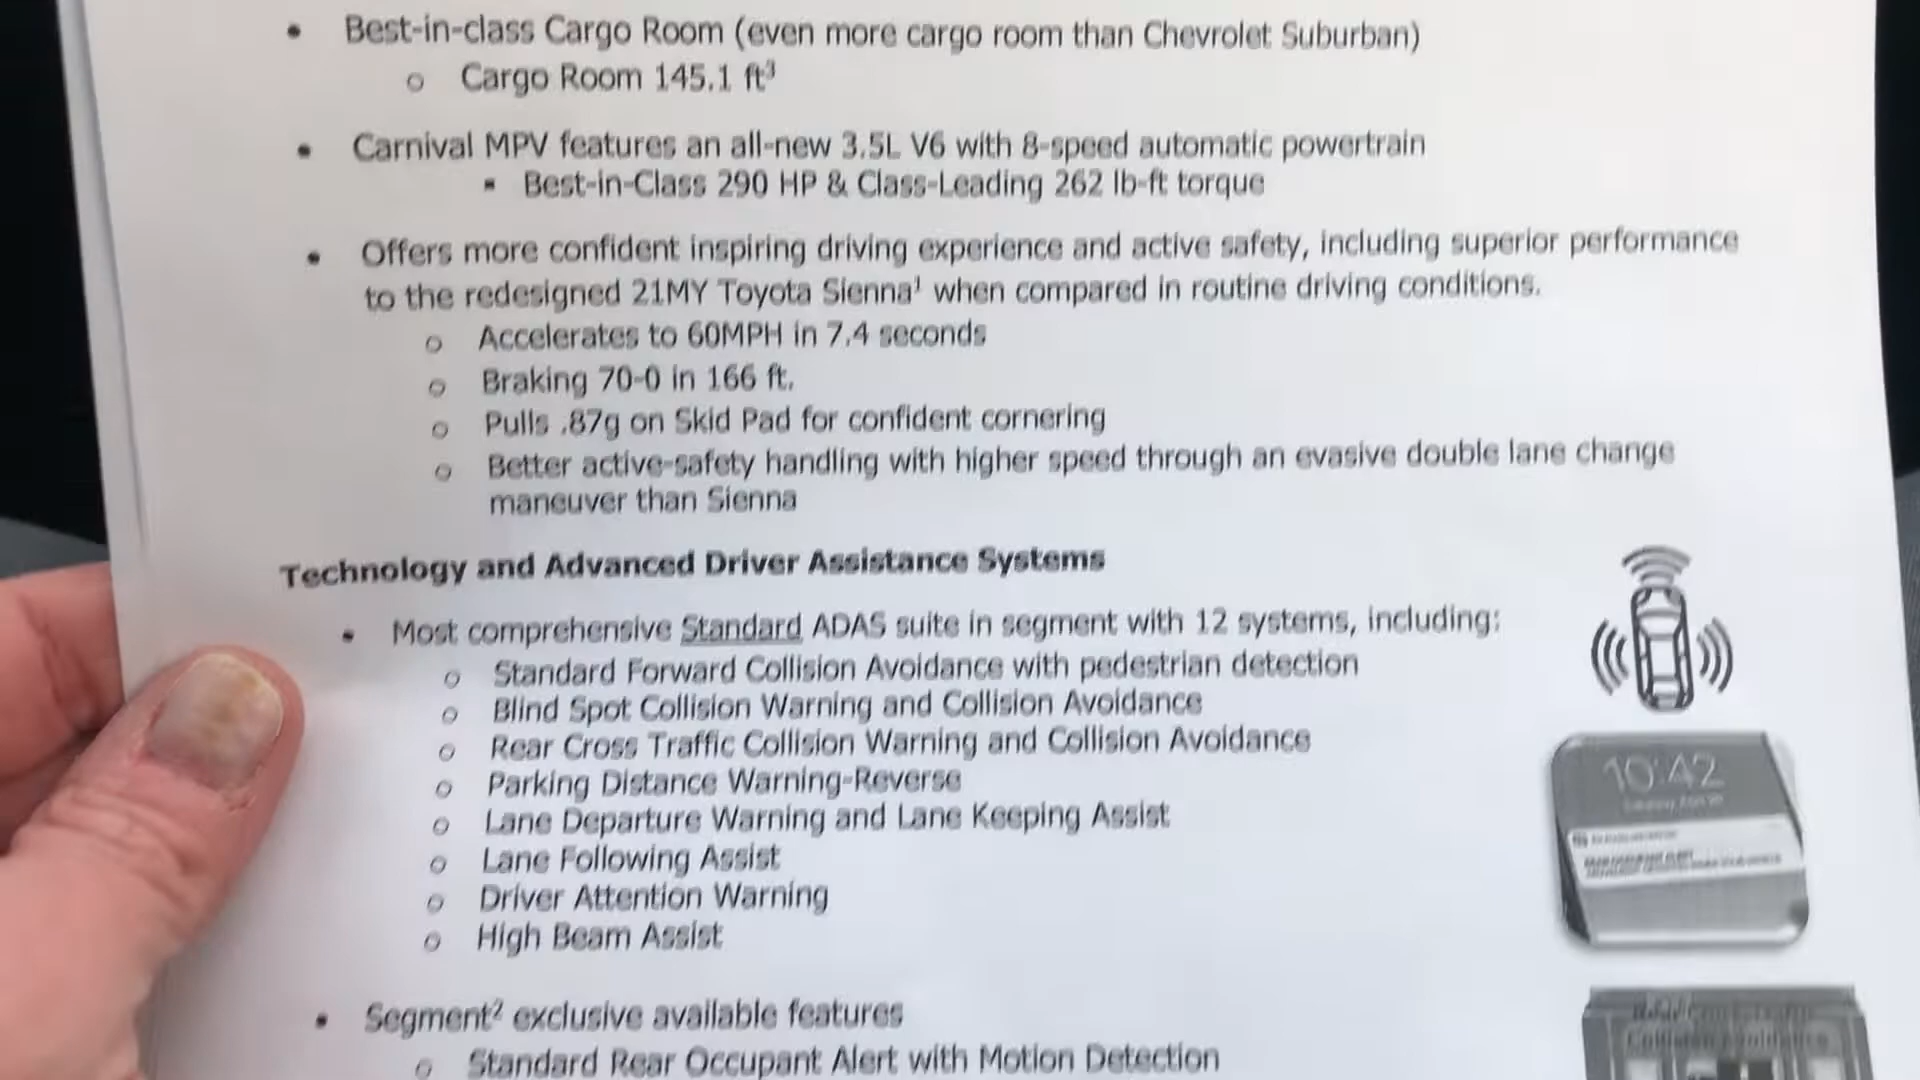 • Best-in-class Cargo Room (even more cargo room than Chevrolet Suburban)
o Cargo Room 145.1 ft³
• Carnival MPV features an all-new 3.5L V6 with 8-speed automatic powertrain
▪ Best-in-Class 290 HP & Class-Leading 262 lb-ft torque
• Offers more confident inspiring driving experience and active safety, including superior performance
to the redesigned 21MY Toyota Sienna¹ when compared in routine driving conditions.
o Accelerates to 60MPH in 7.4 seconds
o Braking 70-0 in 166 ft.
o Pulls .87g on Skid Pad for confident cornering
o Better active-safety handling with higher speed through an evasive double lane change
maneuver than Sienna
Technology and Advanced Driver Assistance Systems
• Most comprehensive Standard ADAS suite in segment with 12 systems, including:
o Standard Forward Collision Avoidance with pedestrian detection
o Blind Spot Collision Warning and Collision Avoidance
o Rear Cross Traffic Collision Warning and Collision Avoidance
o Parking Distance Warning-Reverse
o Lane Departure Warning and Lane Keeping Assist
o Lane Following Assist
o Driver Attention Warning
o High Beam Assist
10:42
• Segment² exclusive available features
o Standard Rear Occupant Alert with Motion Detection
Collision Avoidance